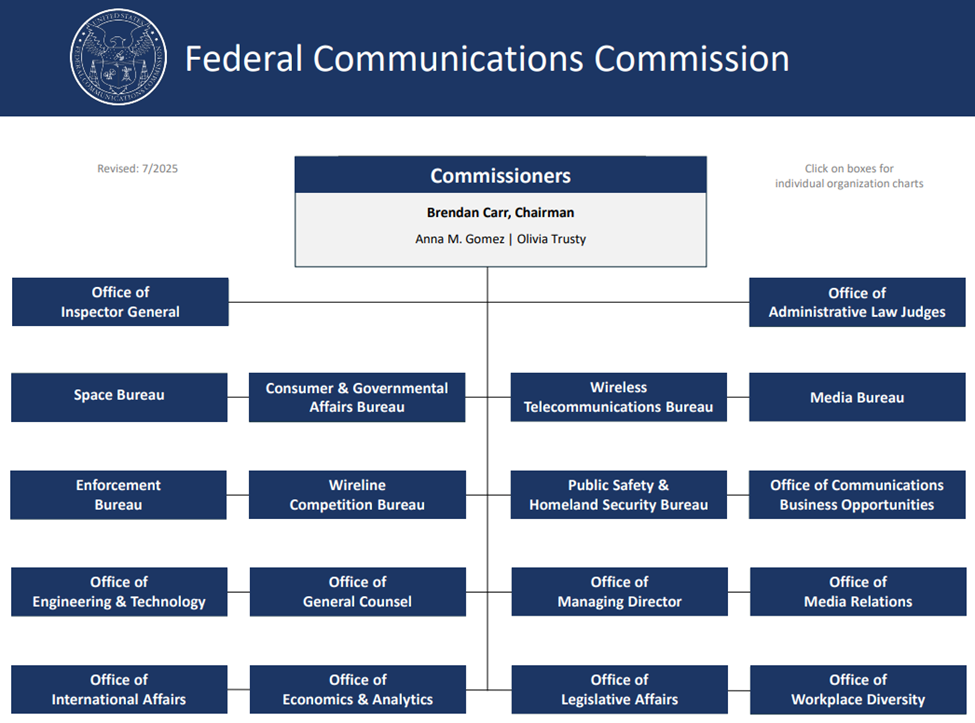 Federal Communications Commission
Revised: 7/2025
Commissioners
Brendan Carr, Chairman
Anna M. Gomez | Olivia Trusty
Click on boxes for
individual organization charts
Office of
Inspector General
Office of
Administrative Law Judges
Space Bureau
Consumer & Governmental
Affairs Bureau
Wireless
Telecommunications Bureau
Media Bureau
Enforcement
Bureau
Wireline
Competition Bureau
Public Safety &
Homeland Security Bureau
Office of Communications
Business Opportunities
Office of
Engineering & Technology
Office of
General Counsel
Office of
Managing Director
Office of
Media Relations
Office of
International Affairs
Office of
Economics & Analytics
Office of
Legislative Affairs
Office of
Workplace Diversity